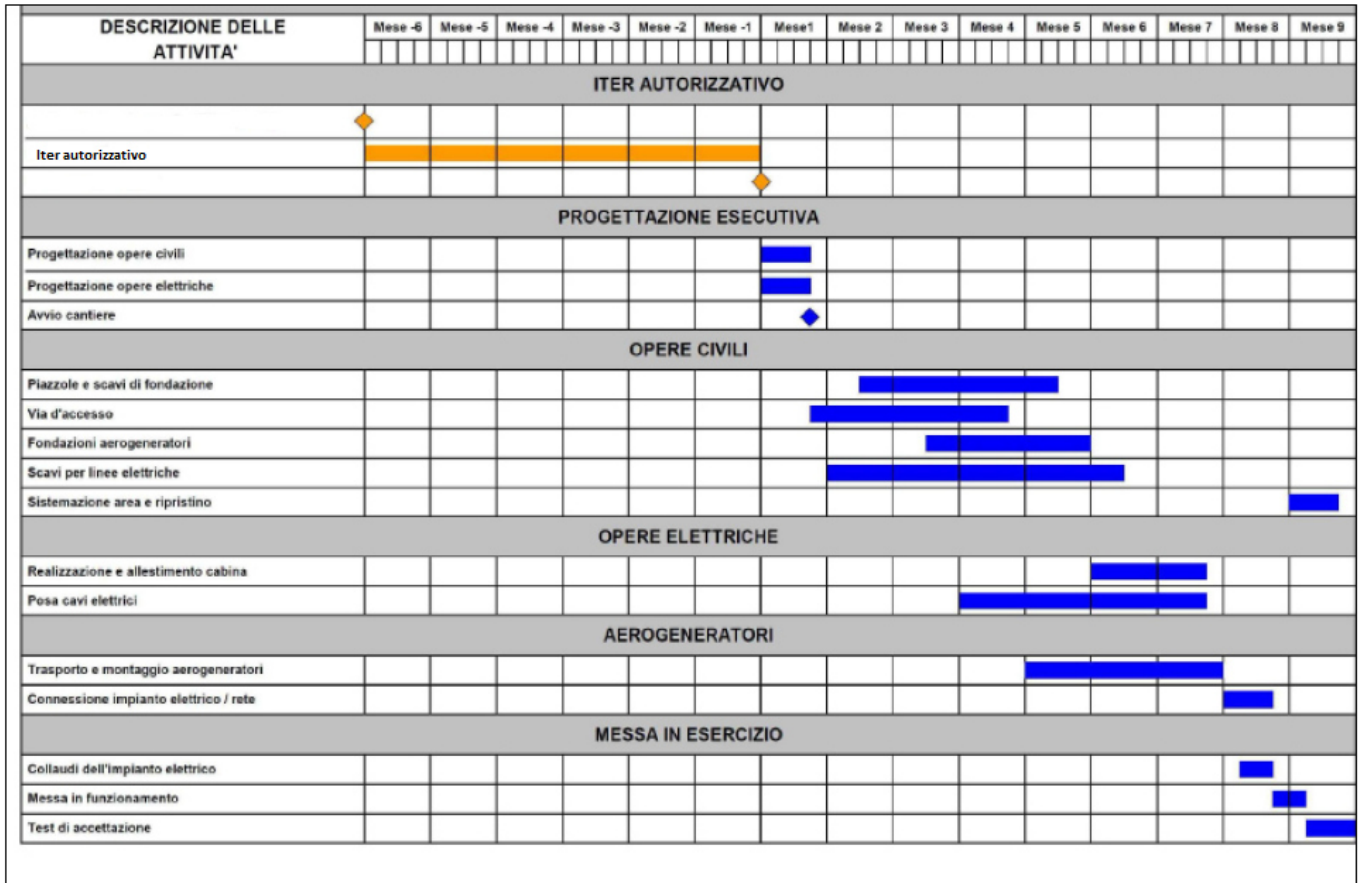 DESCRIZIONE DELLE ATTIVITA'
Mese -6 Mese -5 Mese -4 Mese -3 Mese -2 Mese -1 Mese1 Mese 2 Mese 3 Mese 4 Mese 5 Mese 6 Mese 7 Mese 8 Mese 9
ITER AUTORIZZATIVO
Iter autorizzativo
PROGETTAZIONE ESECUTIVA
Progettazione opere civili
Progettazione opere elettriche
Avvio cantiere
OPERE CIVILI
Piazzole e scavi di fondazione
Via d'accesso
Fondazioni aerogeneratori
Scavi per linee elettriche
Sistemazione area e ripristino
OPERE ELETTRICHE
Realizzazione e allestimento cabina
Posa cavi elettrici
AEROGENERATORI
Trasporto e montaggio aerogeneratori
Connessione impianto elettrico / rete
MESSA IN ESERCIZIO
Collaudi dell'impianto elettrico
Messa in funzionamento
Test di accettazione